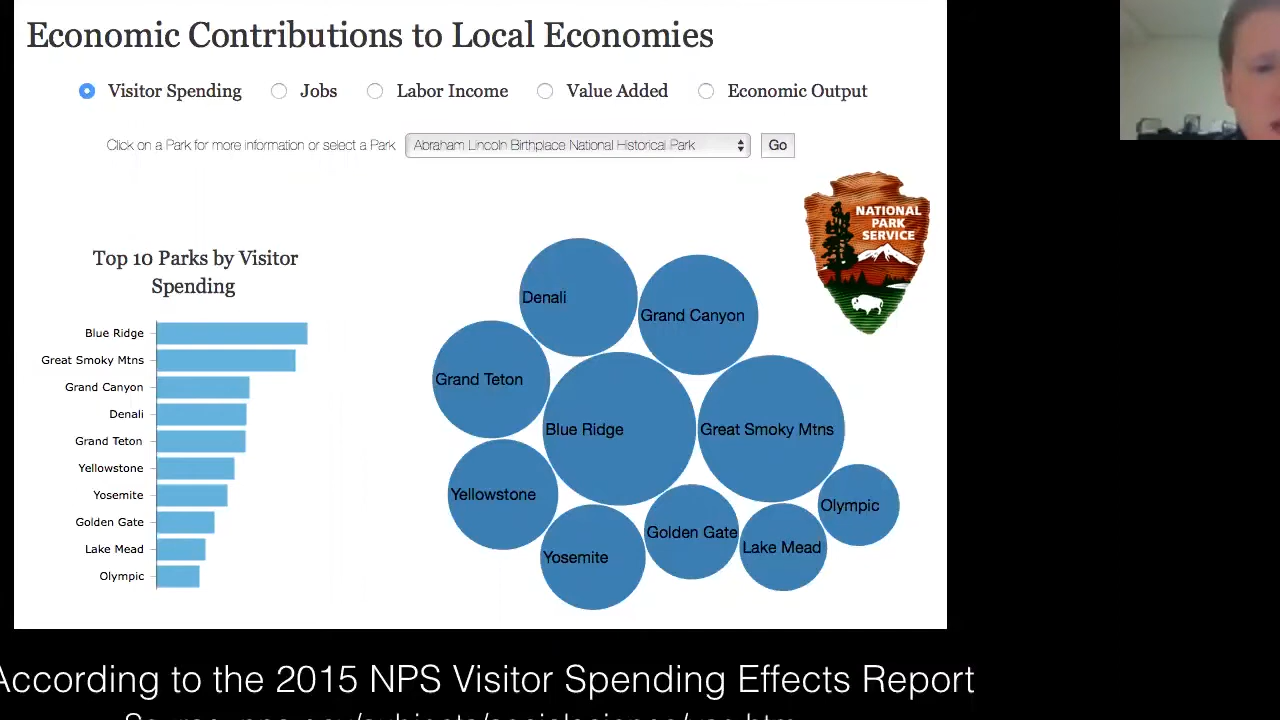 Economic Contributions to Local Economies
Visitor Spending Jobs Labor Income Value Added Economic Output
Click on a Park for more information or select a Park Abraham Lincoln Birthplace National Historical Park Go
NATIONAL
PARK
SERVICE
Top 10 Parks by Visitor
Spending
Blue Ridge
Great Smoky Mtns
Grand Canyon
Denali
Grand Teton
Yellowstone
Yosemite
Golden Gate
Lake Mead
Olympic
Denali
Grand Canyon
Grand Teton
Blue Ridge
Great Smoky Mtns
Yellowstone
Olympic
Golden Gate
Lake Mead
Yosemite
According to the 2015 NPS Visitor Spending Effects Report